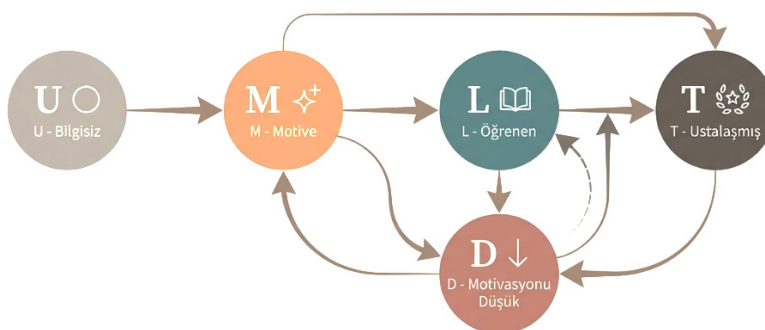 U
U - Bilgisiz
M
M - Motive
L
L - Öğrenen
T
T - Ustalaşmış
D
D - Motivasyonu
Düşük